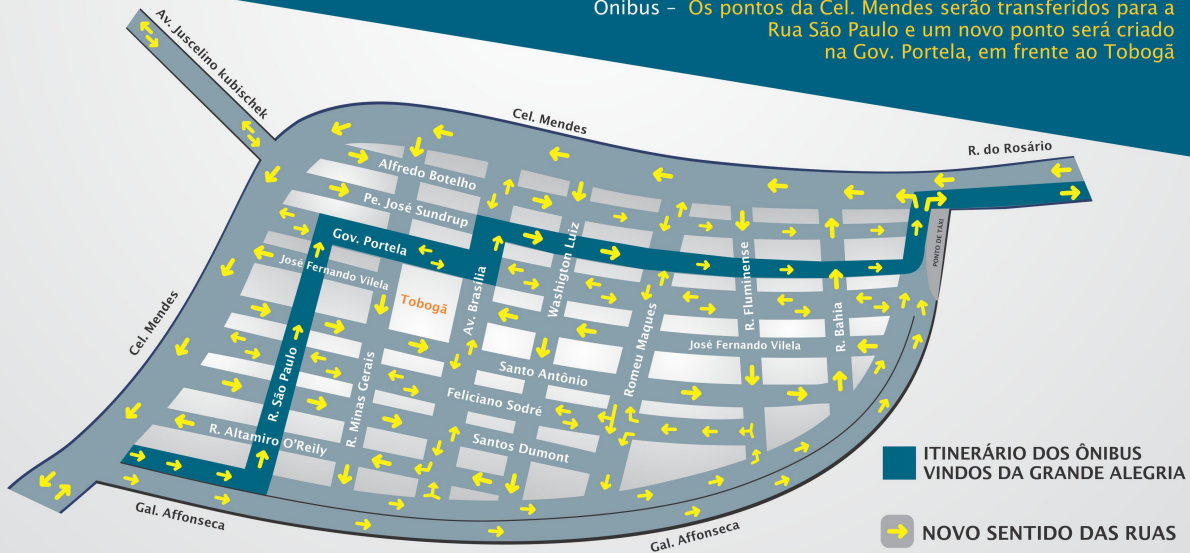 Ônibus – Os pontos da Cel. Mendes serão transferidos para a
Rua São Paulo e um novo ponto será criado
na Gov. Portela, em frente ao Tobogã
Av. Juscelino kubischek
Cel. Mendes
R. do Rosário
Alfredo Botelho
Pe. José Sundrup
Gov. Portela
José Fernando Vilela
Tobogã
Av. Brasília
Washigton Luiz
R. Fluminense
PONTO DE TÁXI
Cel. Mendes
R. São Paulo
R. Minas Gerais
Romeu Maques
José Fernando Vilela
R. Bahia
Santo Antônio
Feliciano Sodré
Santos Dumont
R. Altamiro O'Reily
Gal. Affonseca
Gal. Affonseca
ITINERÁRIO DOS ÔNIBUS
VINDOS DA GRANDE ALEGRIA
NOVO SENTIDO DAS RUAS